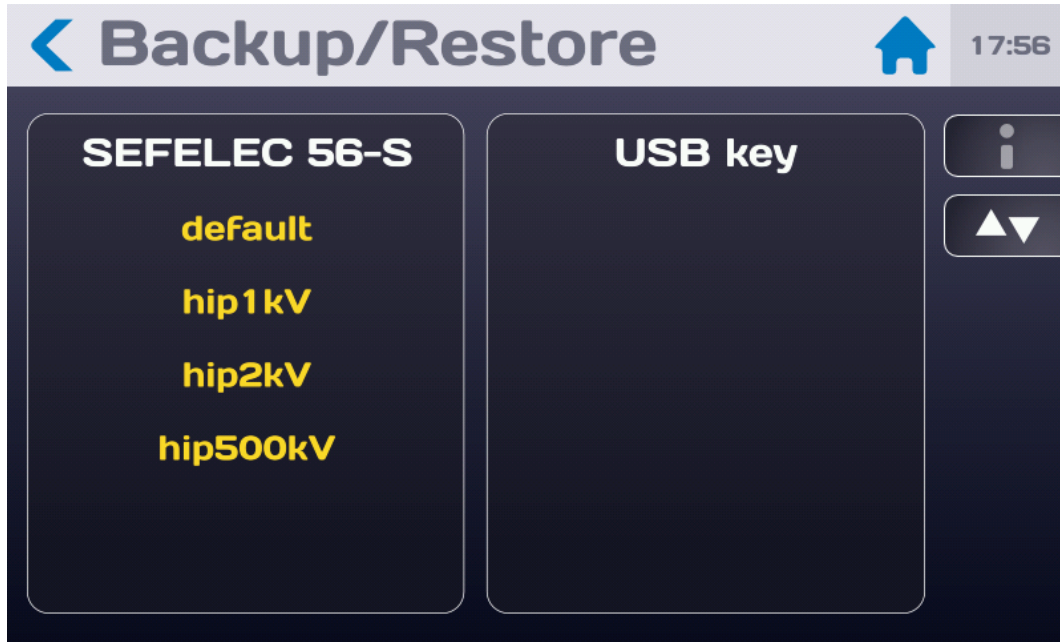 Backup/Restore
17:56
SEFELEC 56-S
default
hip1kV
hip2kV
hip500kV
USB key